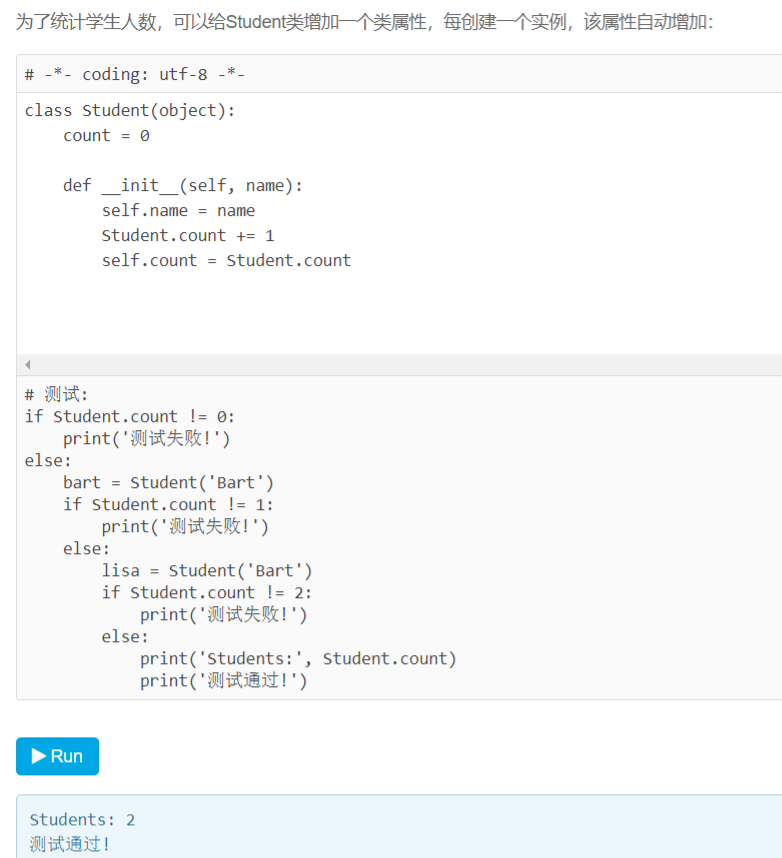 为了统计学生人数，可以给Student类增加一个类属性，每创建一个实例，该属性自动增加：
# -*- coding: utf-8 -*-
class Student(object):
    count = 0
    def __init__(self, name):
        self.name = name
        Student.count += 1
        self.count = Student.count
# 测试:
if Student.count != 0:
    print('测试失败!')
else:
    bart = Student('Bart')
    if Student.count != 1:
        print('测试失败!')
    else:
        lisa = Student('Bart')
        if Student.count != 2:
            print('测试失败!')
        else:
            print('Students:', Student.count)
            print('测试通过!')
Run
Students: 2
测试通过!